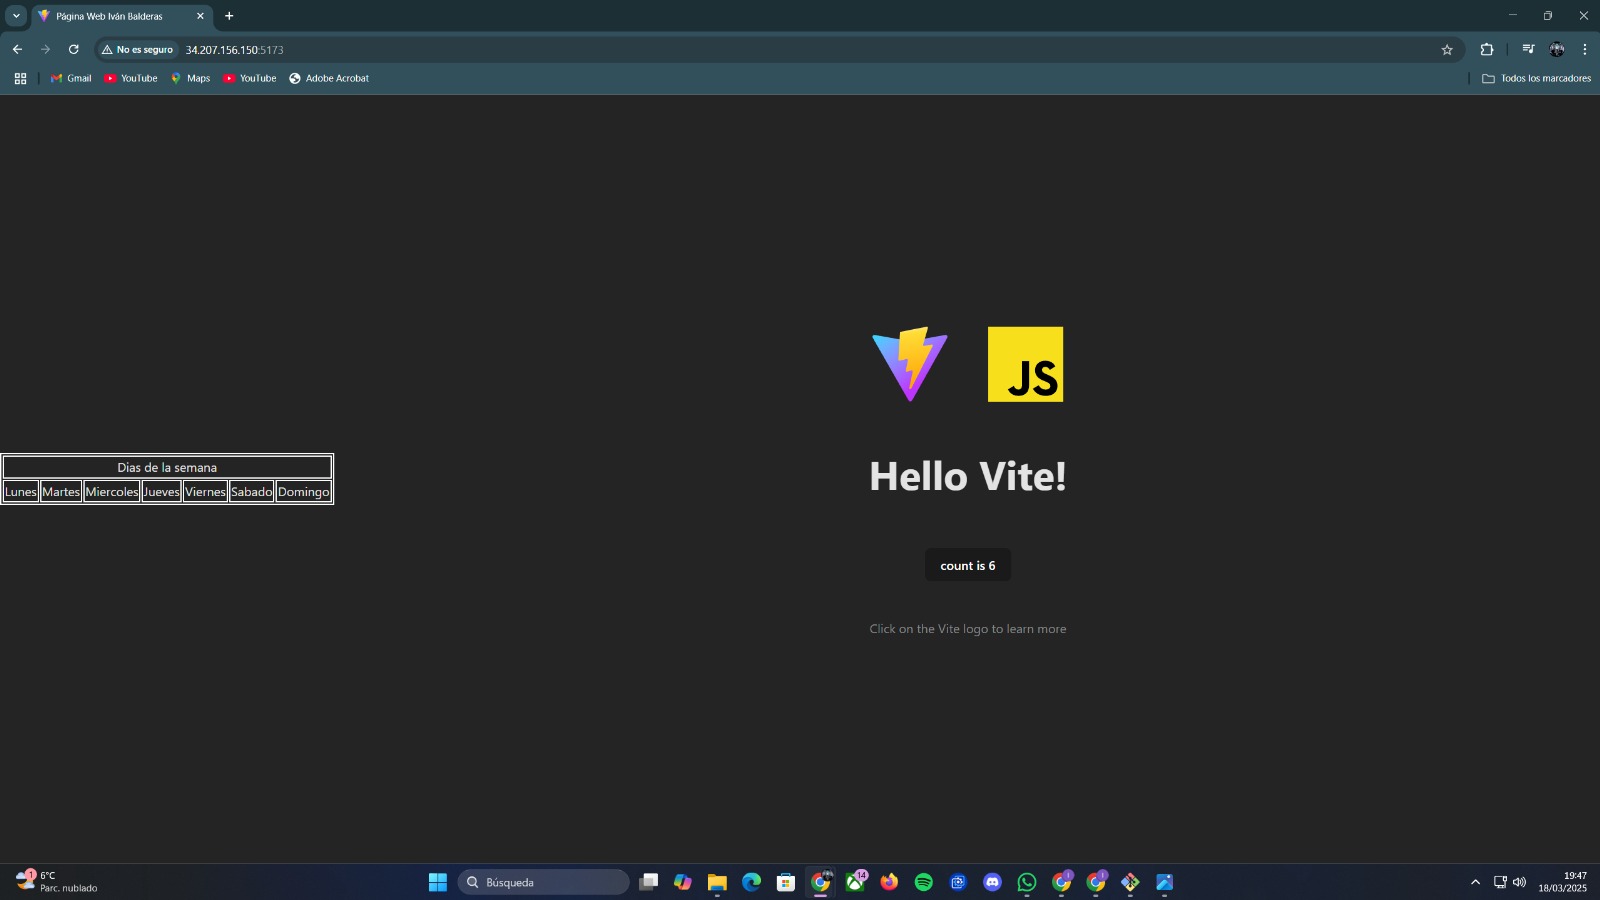 Página Web Iván Balderas
No es seguro
34.207.156.150:5173
Gmail
YouTube
Maps
YouTube
Adobe Acrobat
Todos los marcadores
JS
Dias de la semana
Lunes Martes Miercoles Jueves Viernes Sabado Domingo
Hello Vite!
count is 6
Click on the Vite logo to learn more
1
6°C
Parc. nublado
Búsqueda
14
19:47
18/03/2025